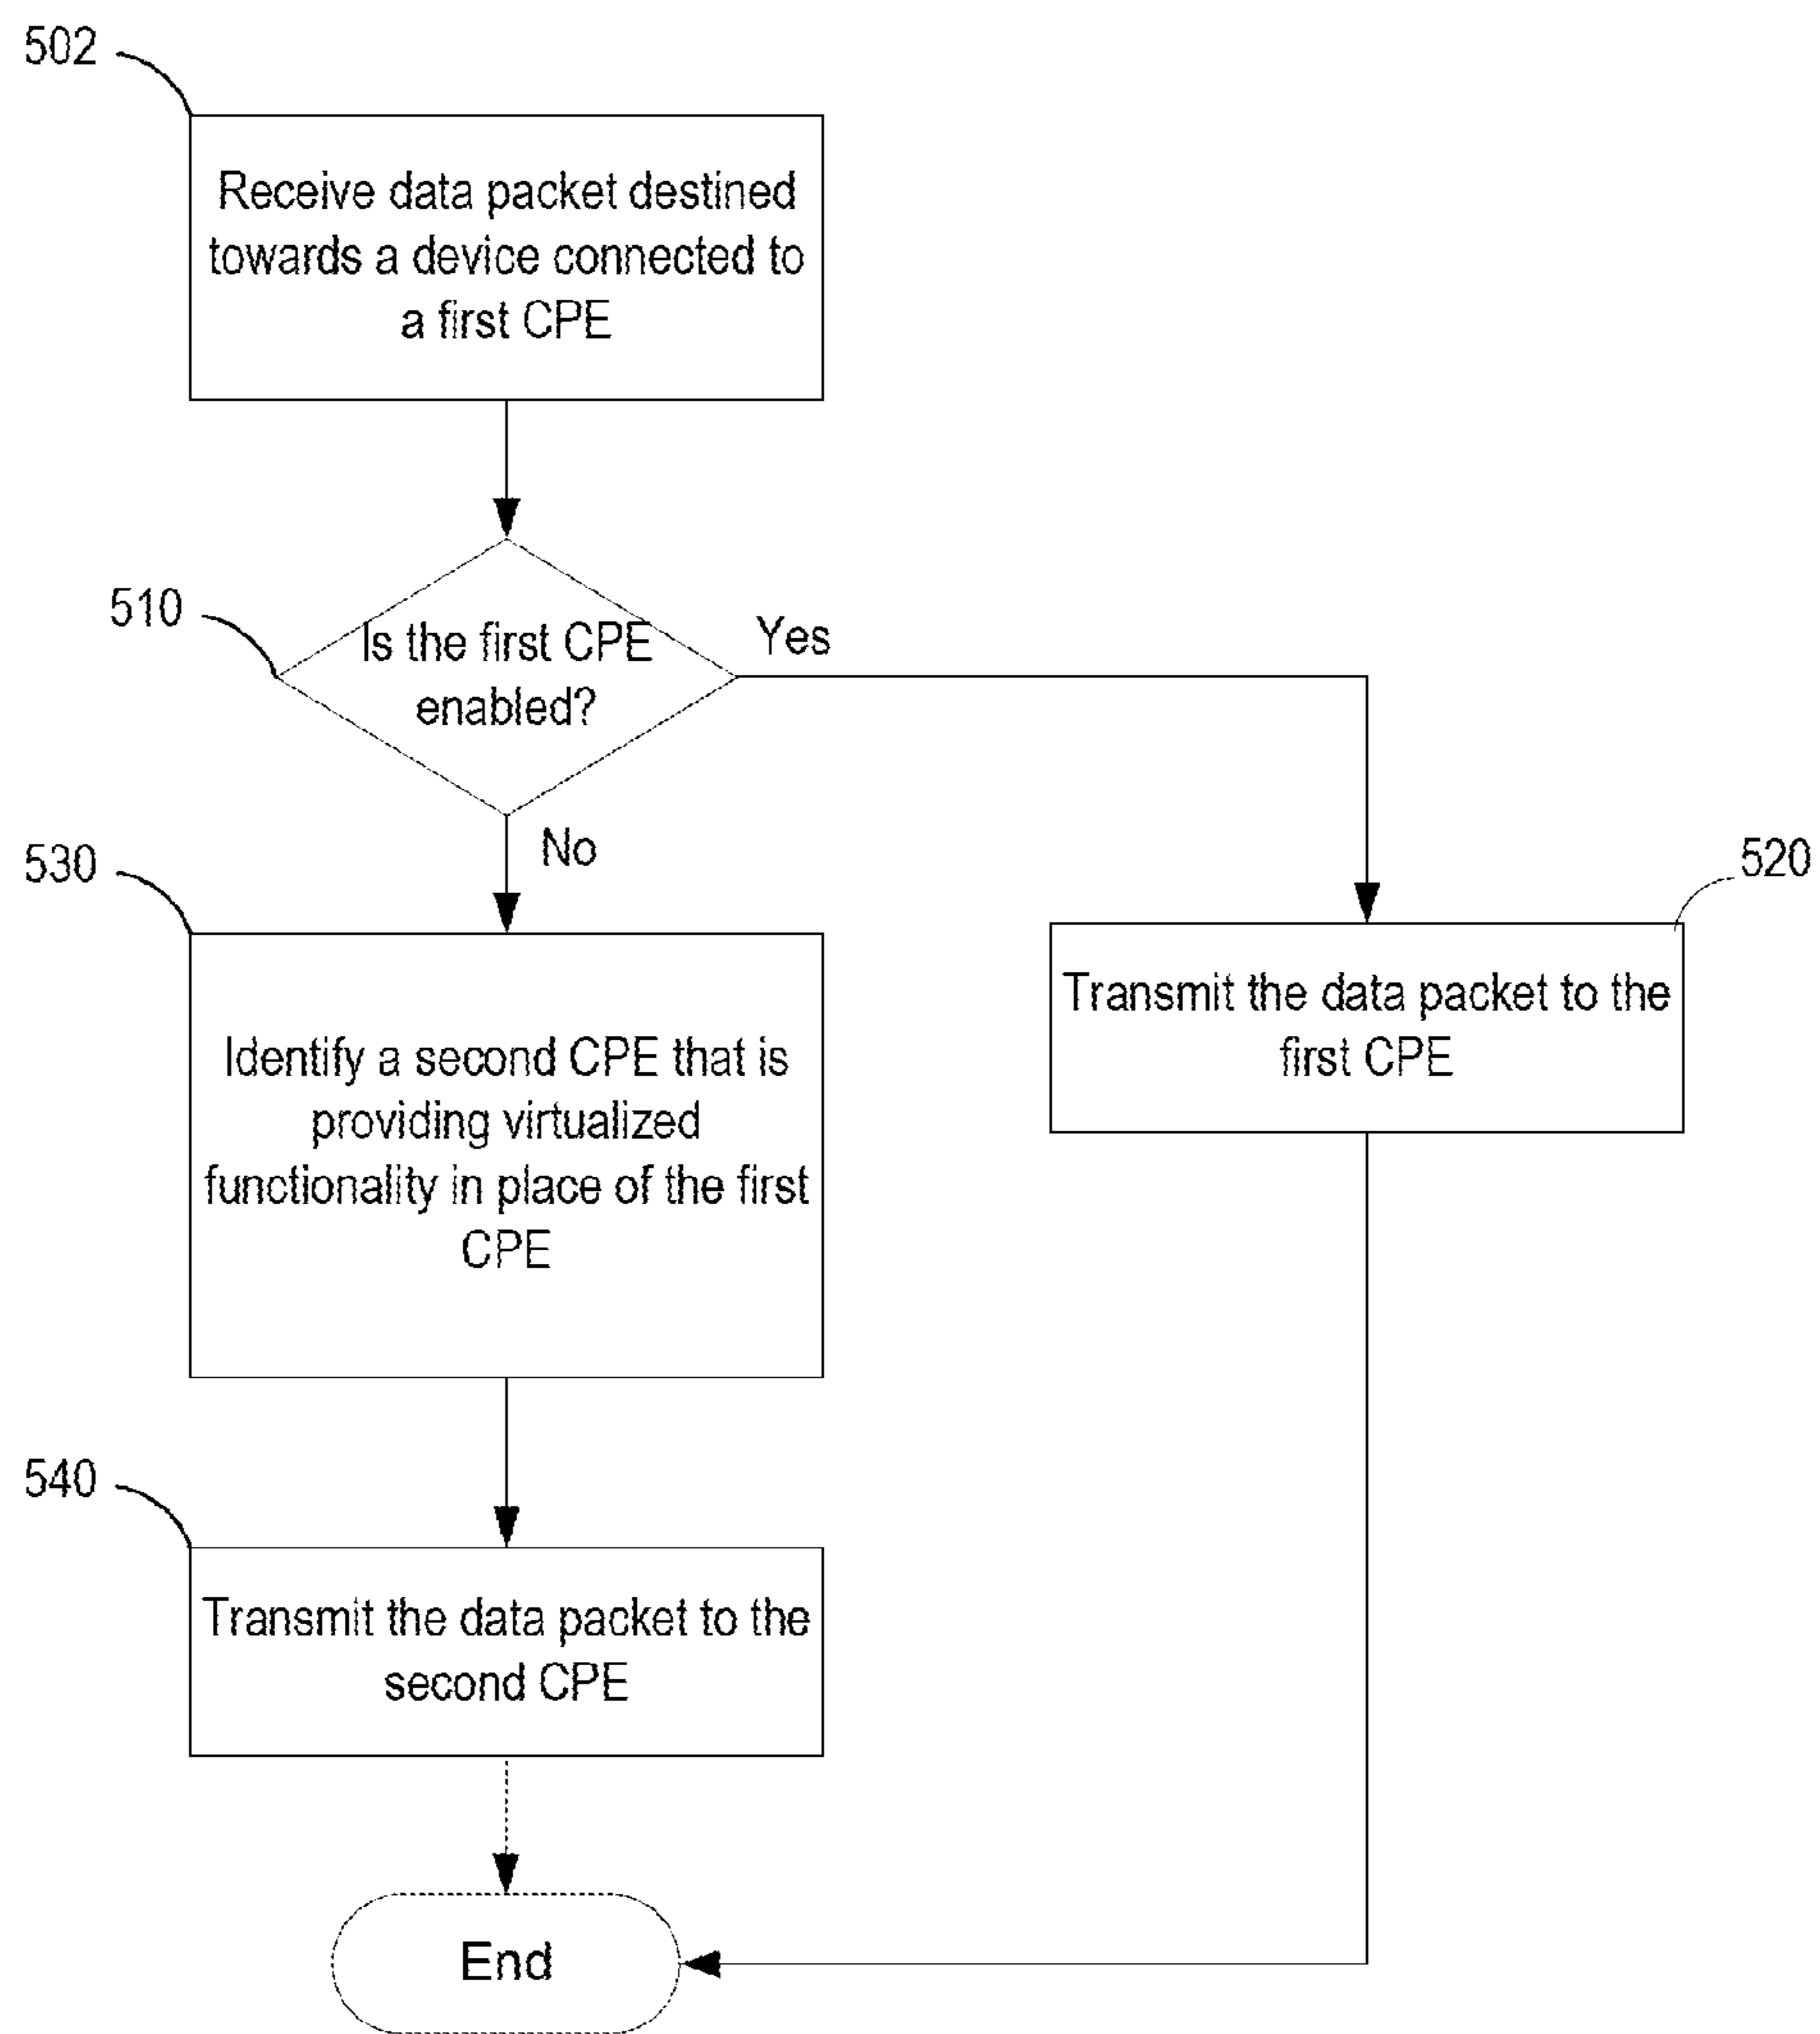 502
Receive data packet destined
towards a device connected to
a first CPE
510
Is the first CPE
enabled?
Yes
No
530
Identify a second CPE that is
providing virtualized
functionality in place of the first
CPE
520
Transmit the data packet to the
first CPE
540
Transmit the data packet to the
second CPE
End